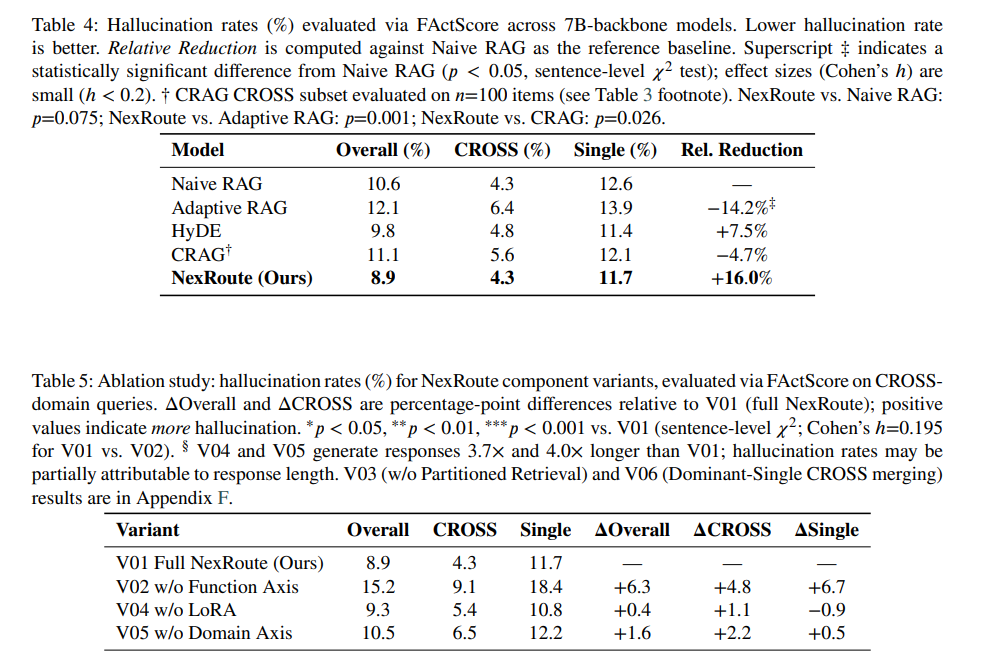 Table 4: Hallucination rates (%) evaluated via FActScore across 7B-backbone models. Lower hallucination rate
is better. Relative Reduction is computed against Naive RAG as the reference baseline. Superscript ‡ indicates a
statistically significant difference from Naive RAG (p < 0.05, sentence-level χ² test); effect sizes (Cohen's h) are
small (h < 0.2). † CRAG CROSS subset evaluated on n=100 items (see Table 3 footnote). NexRoute vs. Naive RAG:
p=0.075; NexRoute vs. Adaptive RAG: p=0.001; NexRoute vs. CRAG: p=0.026.
Model Overall (%) CROSS (%) Single (%) Rel. Reduction
Naive RAG 10.6 4.3 12.6 —
Adaptive RAG 12.1 6.4 13.9 −14.2%‡
HyDE 9.8 4.8 11.4 +7.5%
CRAG† 11.1 5.6 12.1 −4.7%
NexRoute (Ours) 8.9 4.3 11.7 +16.0%
Table 5: Ablation study: hallucination rates (%) for NexRoute component variants, evaluated via FActScore on CROSS-
domain queries. ΔOverall and ΔCROSS are percentage-point differences relative to V01 (full NexRoute); positive
values indicate more hallucination. *p < 0.05, **p < 0.01, ***p < 0.001 vs. V01 (sentence-level χ²; Cohen's h=0.195
for V01 vs. V02). § V04 and V05 generate responses 3.7x and 4.0x longer than V01; hallucination rates may be
partially attributable to response length. V03 (w/o Partitioned Retrieval) and V06 (Dominant-Single CROSS merging)
results are in Appendix F.
Variant Overall CROSS Single ΔOverall ΔCROSS ΔSingle
V01 Full NexRoute (Ours) 8.9 4.3 11.7 — — —
V02 w/o Function Axis 15.2 9.1 18.4 +6.3 +4.8 +6.7
V04 w/o LoRA 9.3 5.4 10.8 +0.4 +1.1 −0.9
V05 w/o Domain Axis 10.5 6.5 12.2 +1.6 +2.2 +0.5